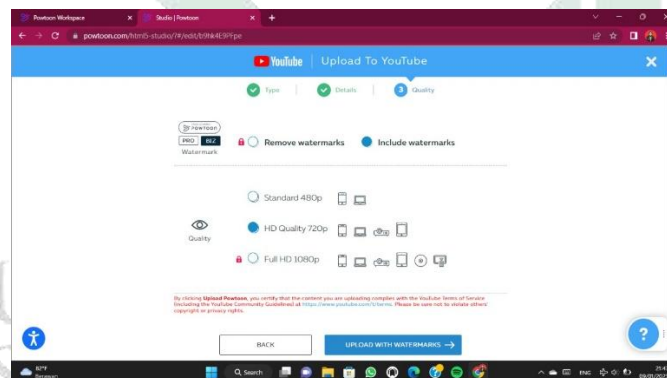 Powtoon Workspace
Studio | Powtoon
powtoon.com/html5-studio/?#/edit/b9hk4E9PFpe
YouTube | Upload To YouTube
Type
Details
3 Quality
POWTOON
PRO BIZ
Watermark
Remove watermarks
Include watermarks
Standard 480p
Quality
HD Quality 720p
Full HD 1080p
By clicking Upload Powtoon, you certify that the content you are uploading complies with the YouTube Terms of Service
(including the YouTube Community Guidelines) at https://www.youtube.com/t/terms. Please be sure not to violate others'
copyright or privacy rights.
BACK
UPLOAD WITH WATERMARKS
?
Search
ENG